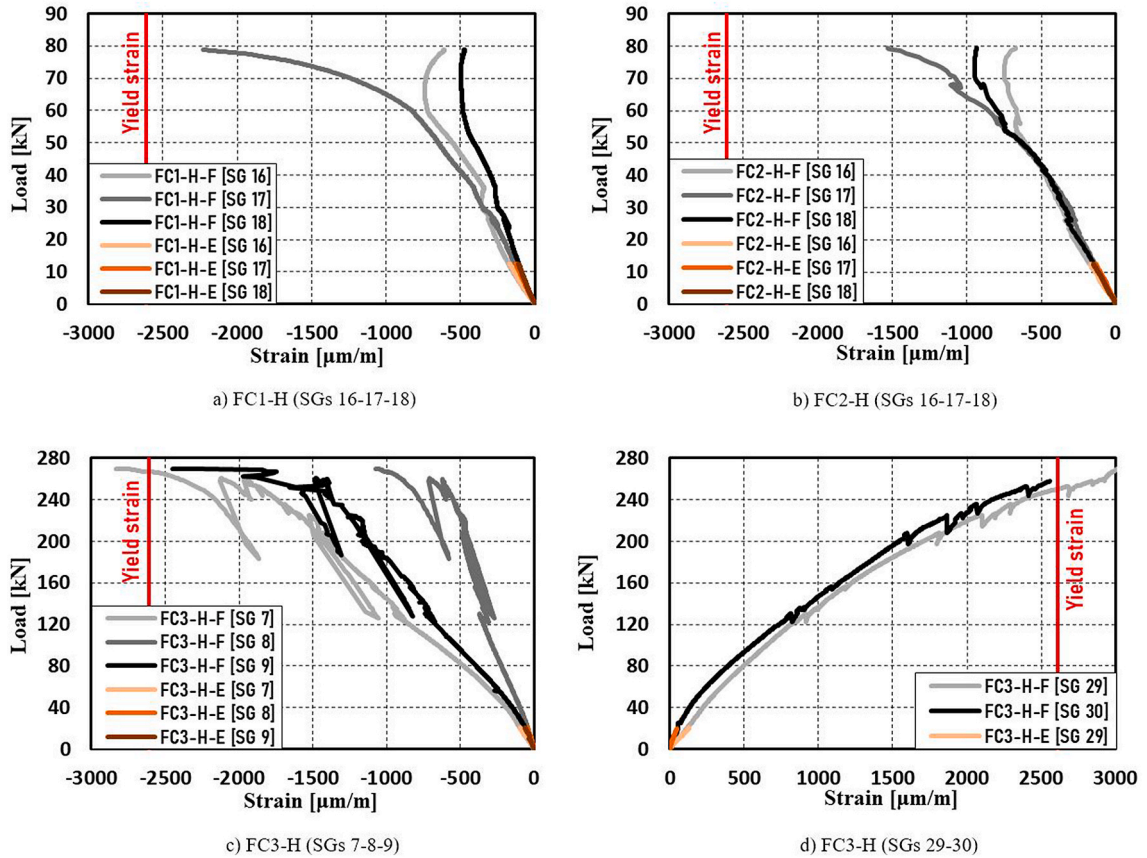 90
80
70
60
50
40
30
20
10
0
Load [kN]
Yield strain
FC1-H-F [SG 16]
FC1-H-F [SG 17]
FC1-H-F [SG 18]
FC1-H-E [SG 16]
FC1-H-E [SG 17]
FC1-H-E [SG 18]
-3000 -2500 -2000 -1500 -1000 -500 0
Strain [µm/m]
a) FC1-H (SGs 16-17-18)
90
80
70
60
50
40
30
20
10
0
Load [kN]
Yield strain
FC2-H-F [SG 16]
FC2-H-F [SG 17]
FC2-H-F [SG 18]
FC2-H-E [SG 16]
FC2-H-E [SG 17]
FC2-H-E [SG 18]
-3000 -2500 -2000 -1500 -1000 -500 0
Strain [µm/m]
b) FC2-H (SGs 16-17-18)
280
240
200
160
120
80
40
0
Load [kN]
Yield strain
FC3-H-F [SG 7]
FC3-H-F [SG 8]
FC3-H-F [SG 9]
FC3-H-E [SG 7]
FC3-H-E [SG 8]
FC3-H-E [SG 9]
-3000 -2500 -2000 -1500 -1000 -500 0
Strain [µm/m]
c) FC3-H (SGs 7-8-9)
280
240
200
160
120
80
40
0
Load [kN]
Yield strain
FC3-H-F [SG 29]
FC3-H-F [SG 30]
FC3-H-E [SG 29]
0 500 1000 1500 2000 2500 3000
Strain [µm/m]
d) FC3-H (SGs 29-30)